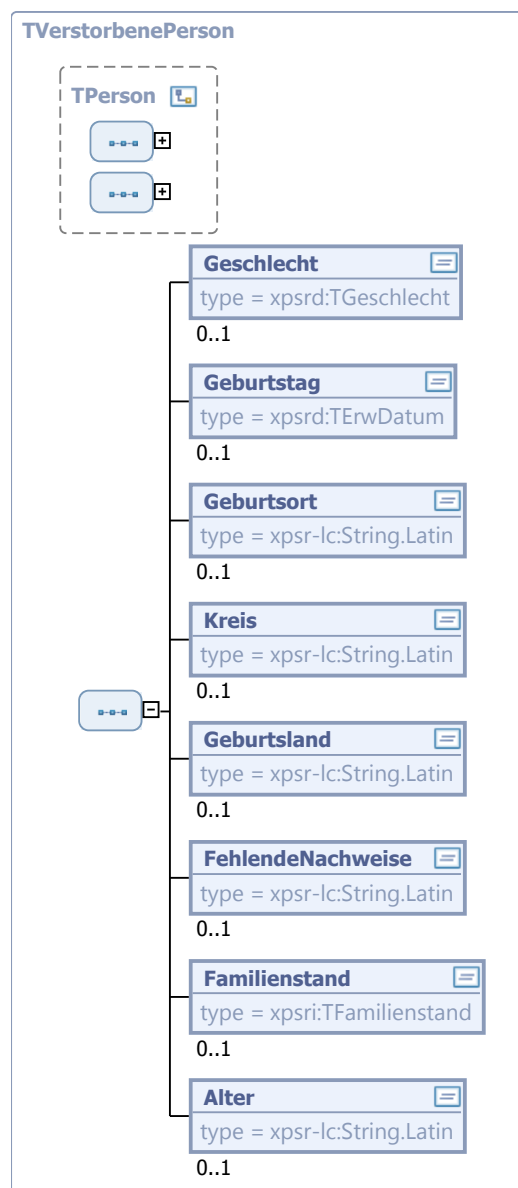 TVerstorbenePerson
TPerson
Geschlecht
type = xpsrd:TGeschlecht
0..1
Geburtstag
type = xpsrd:TErwDatum
0..1
Geburtsort
type = xpsr-lc:String.Latin
0..1
Kreis
type = xpsr-lc:String.Latin
0..1
Geburtsland
type = xpsr-lc:String.Latin
0..1
FehlendeNachweise
type = xpsr-lc:String.Latin
0..1
Familienstand
type = xpsri:TFamilienstand
0..1
Alter
type = xpsr-lc:String.Latin
0..1